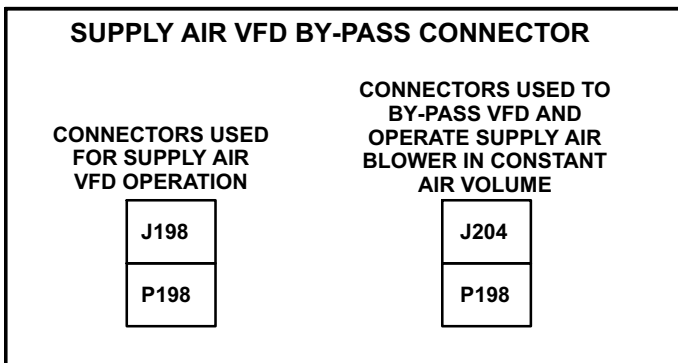 SUPPLY AIR VFD BY-PASS CONNECTOR
CONNECTORS USED
FOR SUPPLY AIR
VFD OPERATION
J198
P198
CONNECTORS USED TO
BY-PASS VFD AND
OPERATE SUPPLY AIR
BLOWER IN CONSTANT
AIR VOLUME
J204
P198